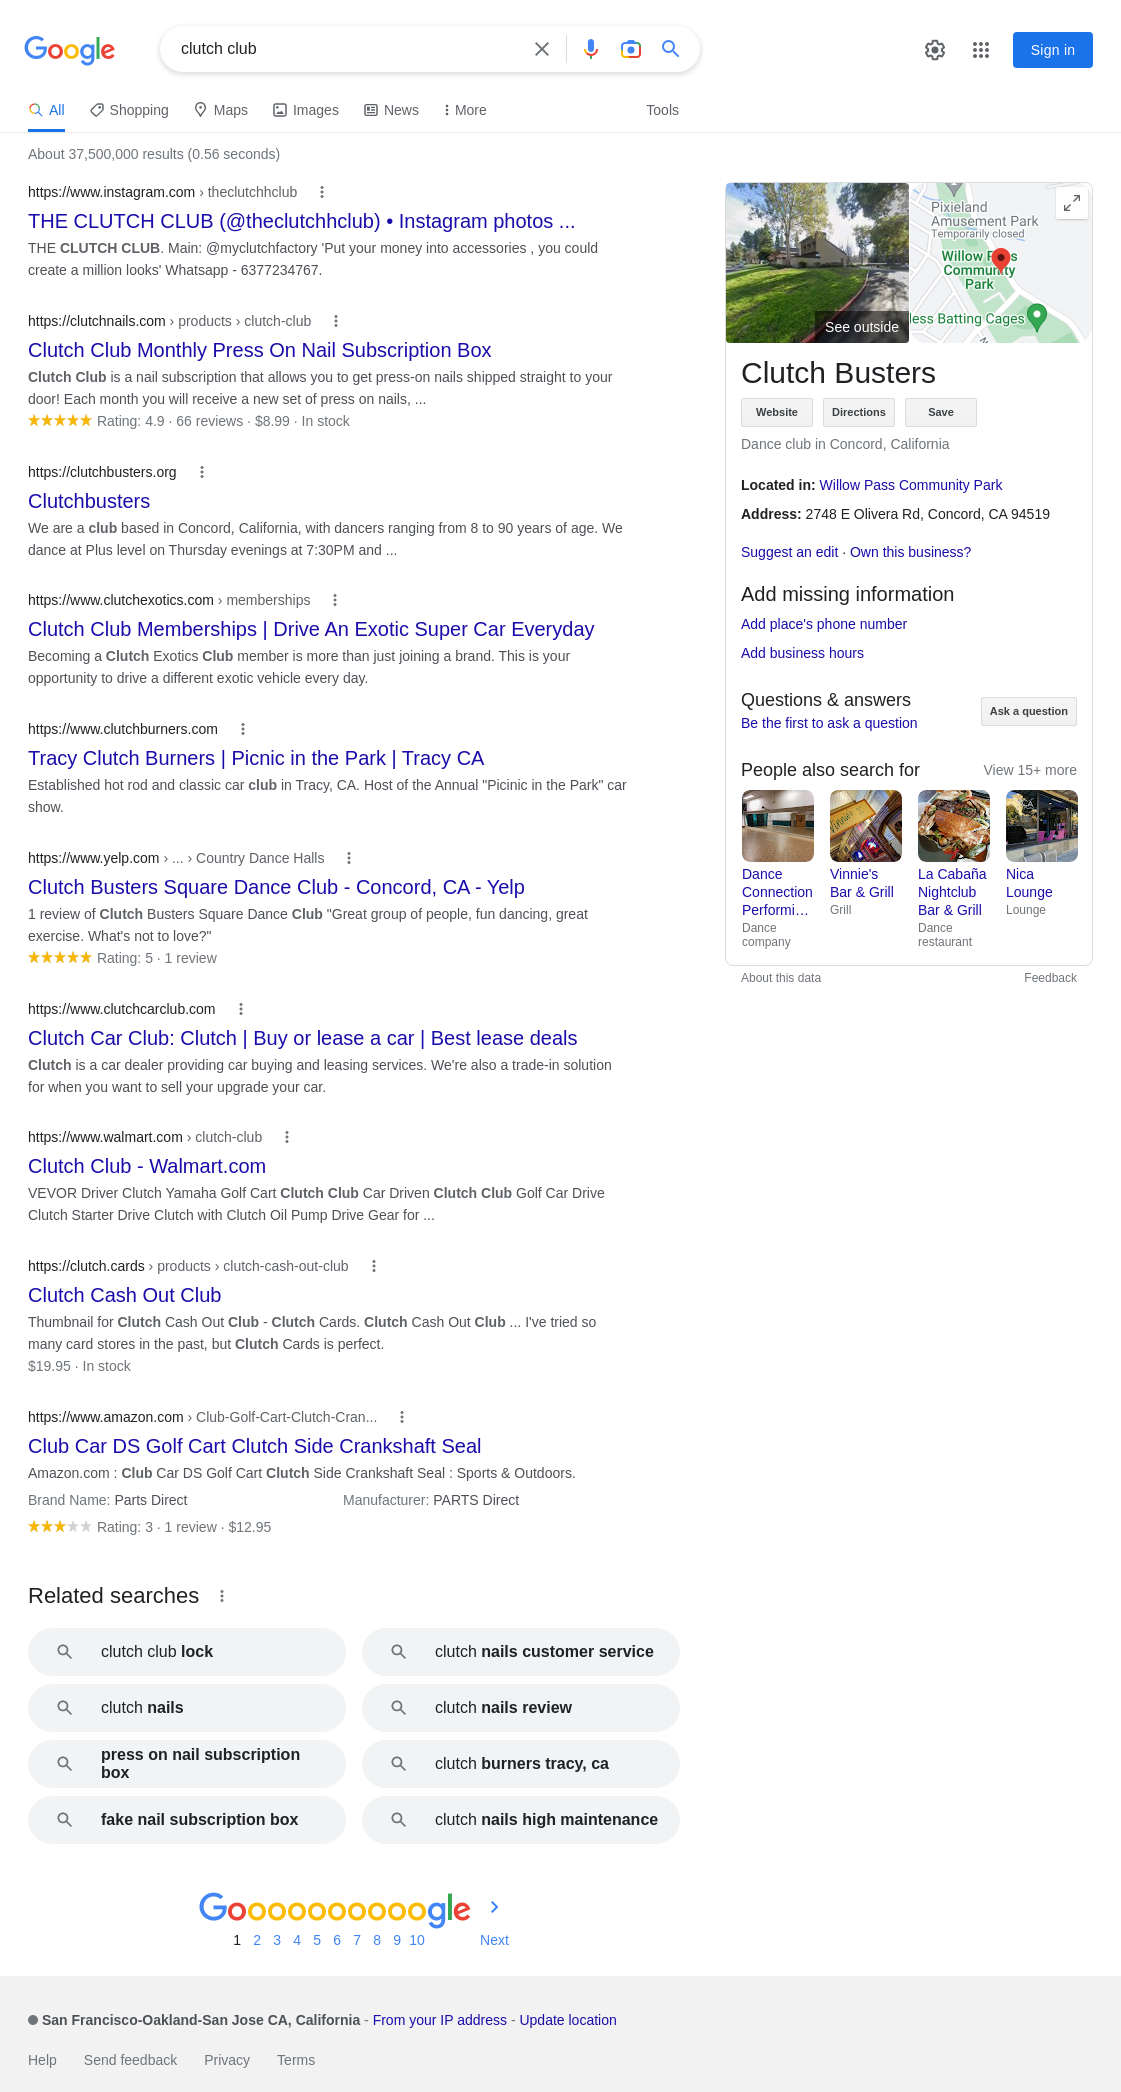 Google
clutch club
Sign in
All
Shopping
Maps
Images
News
More
Tools
About 37,500,000 results (0.56 seconds)
https://www.instagram.com › theclutchhclub
THE CLUTCH CLUB (@theclutchhclub) • Instagram photos ...
THE CLUTCH CLUB. Main: @myclutchfactory 'Put your money into accessories , you could
create a million looks' Whatsapp - 6377234767.
https://clutchnails.com › products › clutch-club
Clutch Club Monthly Press On Nail Subscription Box
Clutch Club is a nail subscription that allows you to get press-on nails shipped straight to your
door! Each month you will receive a new set of press on nails, ...
Rating: 4.9 · 66 reviews · $8.99 · In stock
https://clutchbusters.org
Clutchbusters
We are a club based in Concord, California, with dancers ranging from 8 to 90 years of age. We
dance at Plus level on Thursday evenings at 7:30PM and ...
https://www.clutchexotics.com › memberships
Clutch Club Memberships | Drive An Exotic Super Car Everyday
Becoming a Clutch Exotics Club member is more than just joining a brand. This is your
opportunity to drive a different exotic vehicle every day.
https://www.clutchburners.com
Tracy Clutch Burners | Picnic in the Park | Tracy CA
Established hot rod and classic car club in Tracy, CA. Host of the Annual "Picinic in the Park" car
show.
https://www.yelp.com › ... › Country Dance Halls
Clutch Busters Square Dance Club - Concord, CA - Yelp
1 review of Clutch Busters Square Dance Club "Great group of people, fun dancing, great
exercise. What's not to love?"
Rating: 5 · 1 review
https://www.clutchcarclub.com
Clutch Car Club: Clutch | Buy or lease a car | Best lease deals
Clutch is a car dealer providing car buying and leasing services. We're also a trade-in solution
for when you want to sell your upgrade your car.
https://www.walmart.com › clutch-club
Clutch Club - Walmart.com
VEVOR Driver Clutch Yamaha Golf Cart Clutch Club Car Driven Clutch Club Golf Car Drive
Clutch Starter Drive Clutch with Clutch Oil Pump Drive Gear for ...
https://clutch.cards › products › clutch-cash-out-club
Clutch Cash Out Club
Thumbnail for Clutch Cash Out Club - Clutch Cards. Clutch Cash Out Club ... I've tried so
many card stores in the past, but Clutch Cards is perfect.
$19.95 · In stock
https://www.amazon.com › Club-Golf-Cart-Clutch-Cran...
Club Car DS Golf Cart Clutch Side Crankshaft Seal
Amazon.com : Club Car DS Golf Cart Clutch Side Crankshaft Seal : Sports & Outdoors.
Brand Name: Parts Direct
Manufacturer: PARTS Direct
Rating: 3 · 1 review · $12.95
Related searches
clutch club lock
clutch nails customer service
clutch nails
clutch nails review
press on nail subscription
box
clutch burners tracy, ca
fake nail subscription box
clutch nails high maintenance
Goooooooooogle
1 2 3 4 5 6 7 8 9 10
Next
See outside
Pixieland
Amusement Park
Temporarily closed
Willow Pass
Community
Park
less Batting Cages
Clutch Busters
Website
Directions
Save
Dance club in Concord, California
Located in: Willow Pass Community Park
Address: 2748 E Olivera Rd, Concord, CA 94519
Suggest an edit · Own this business?
Add missing information
Add place's phone number
Add business hours
Questions & answers
Be the first to ask a question
Ask a question
People also search for
View 15+ more
Dance
Connection
Performi...
Dance
company
Vinnie's
Bar & Grill
Grill
La Cabaña
Nightclub
Bar & Grill
Dance
restaurant
Nica
Lounge
Lounge
About this data
Feedback
San Francisco-Oakland-San Jose CA, California - From your IP address - Update location
Help
Send feedback
Privacy
Terms